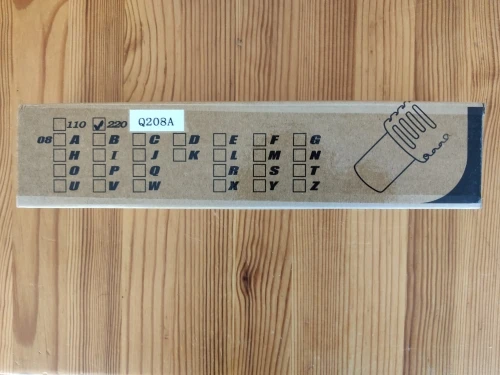 110 220 Q208A
08 A B C D E F G
H I J K L M N
O P Q R S T
U V W X Y Z